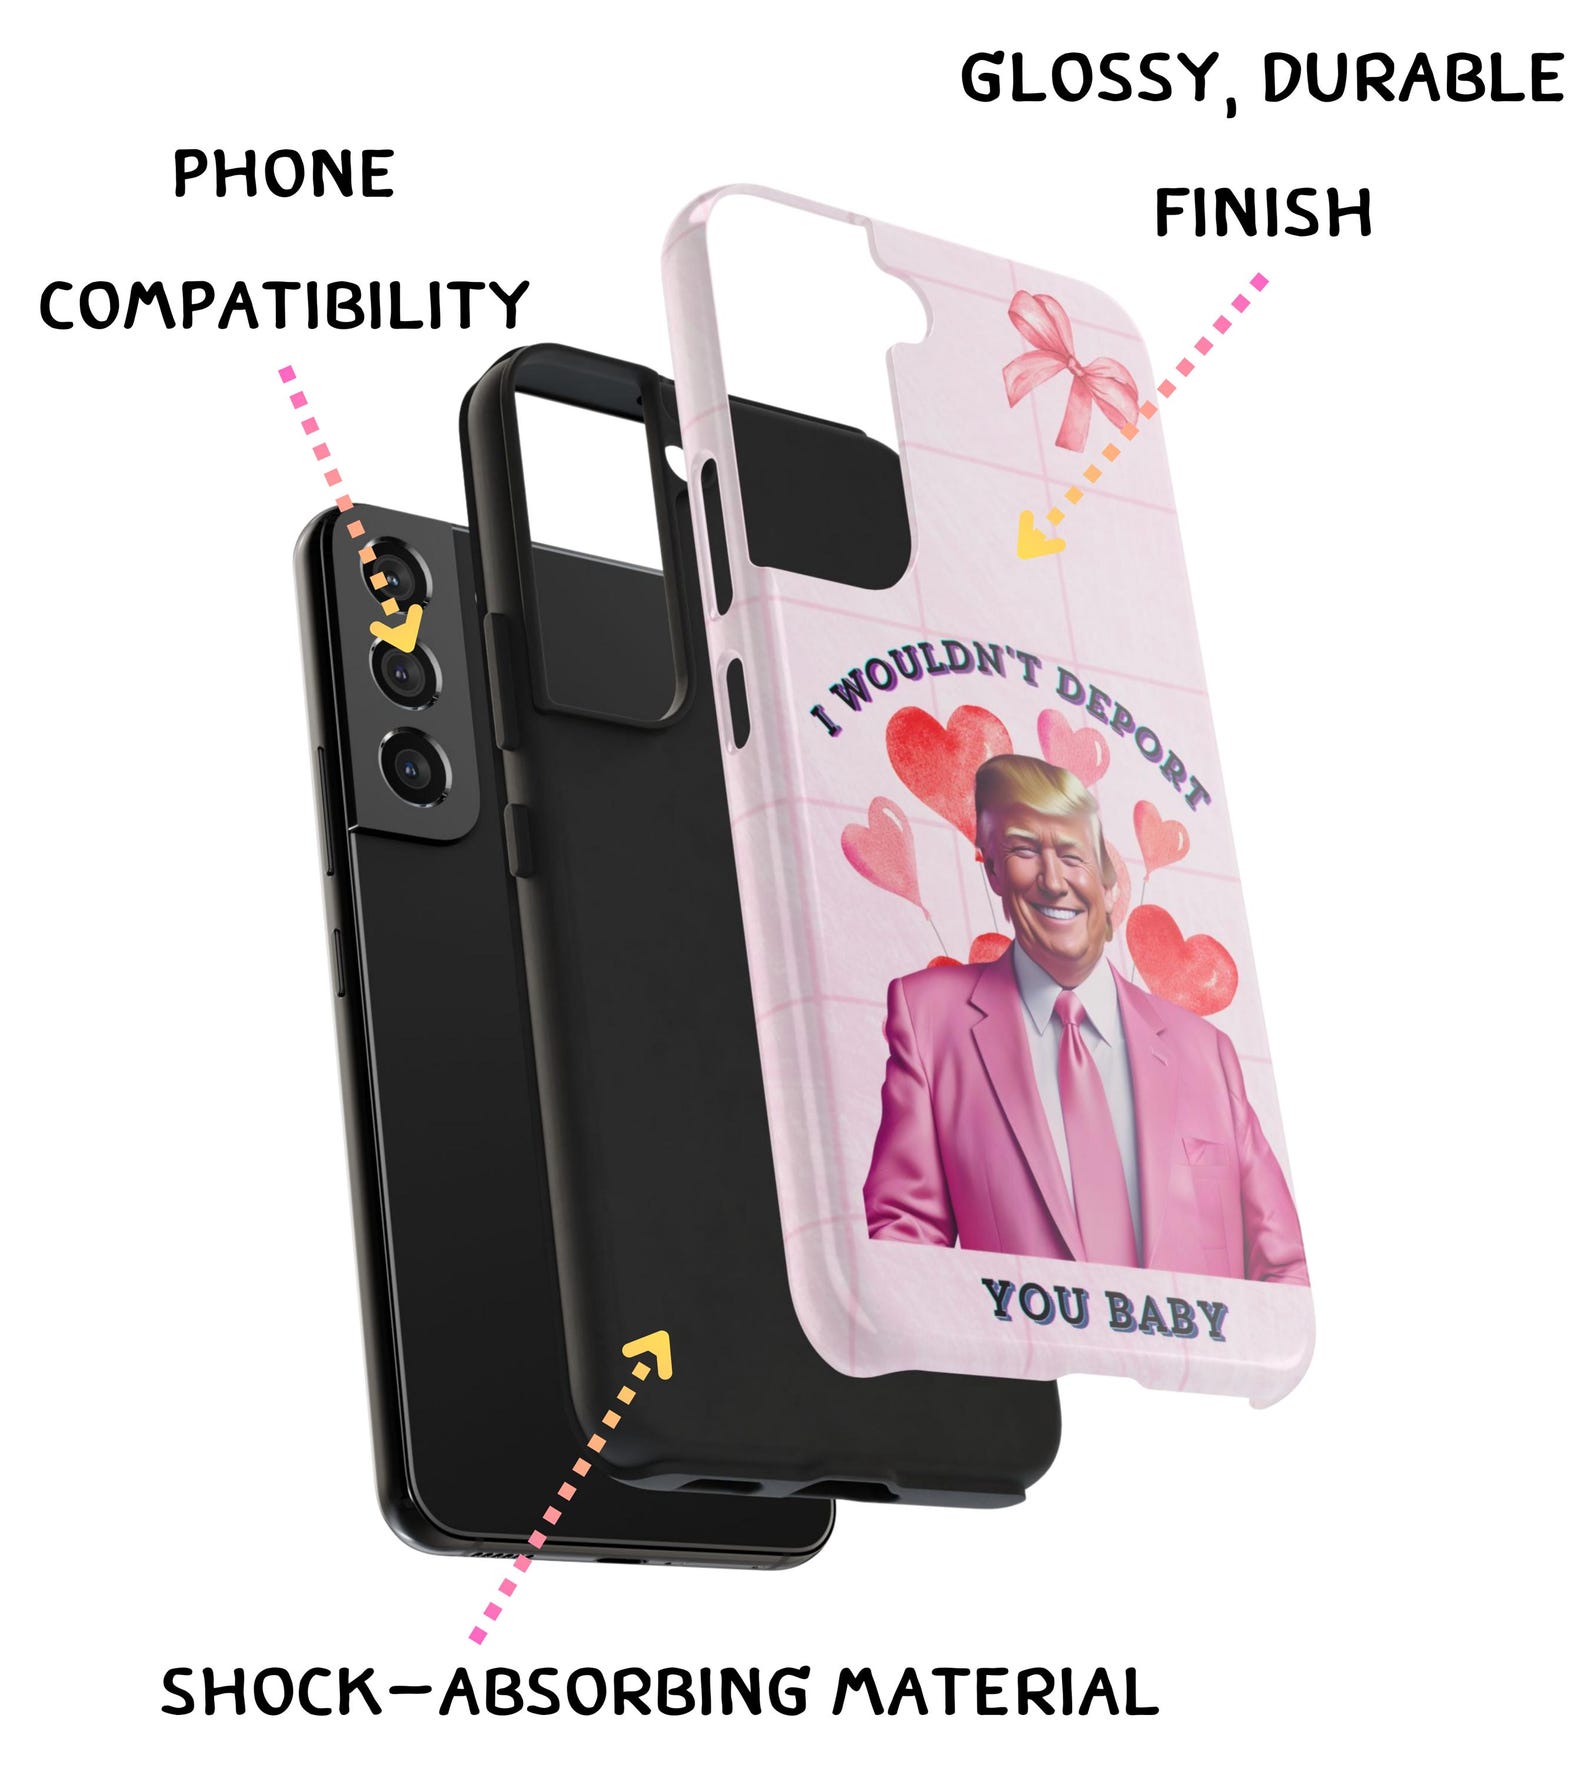 GLOSSY, DURABLE
FINISH
PHONE
COMPATIBILITY
I WOULDN'T DEPORT
YOU BABY
SHOCK-ABSORBING MATERIAL